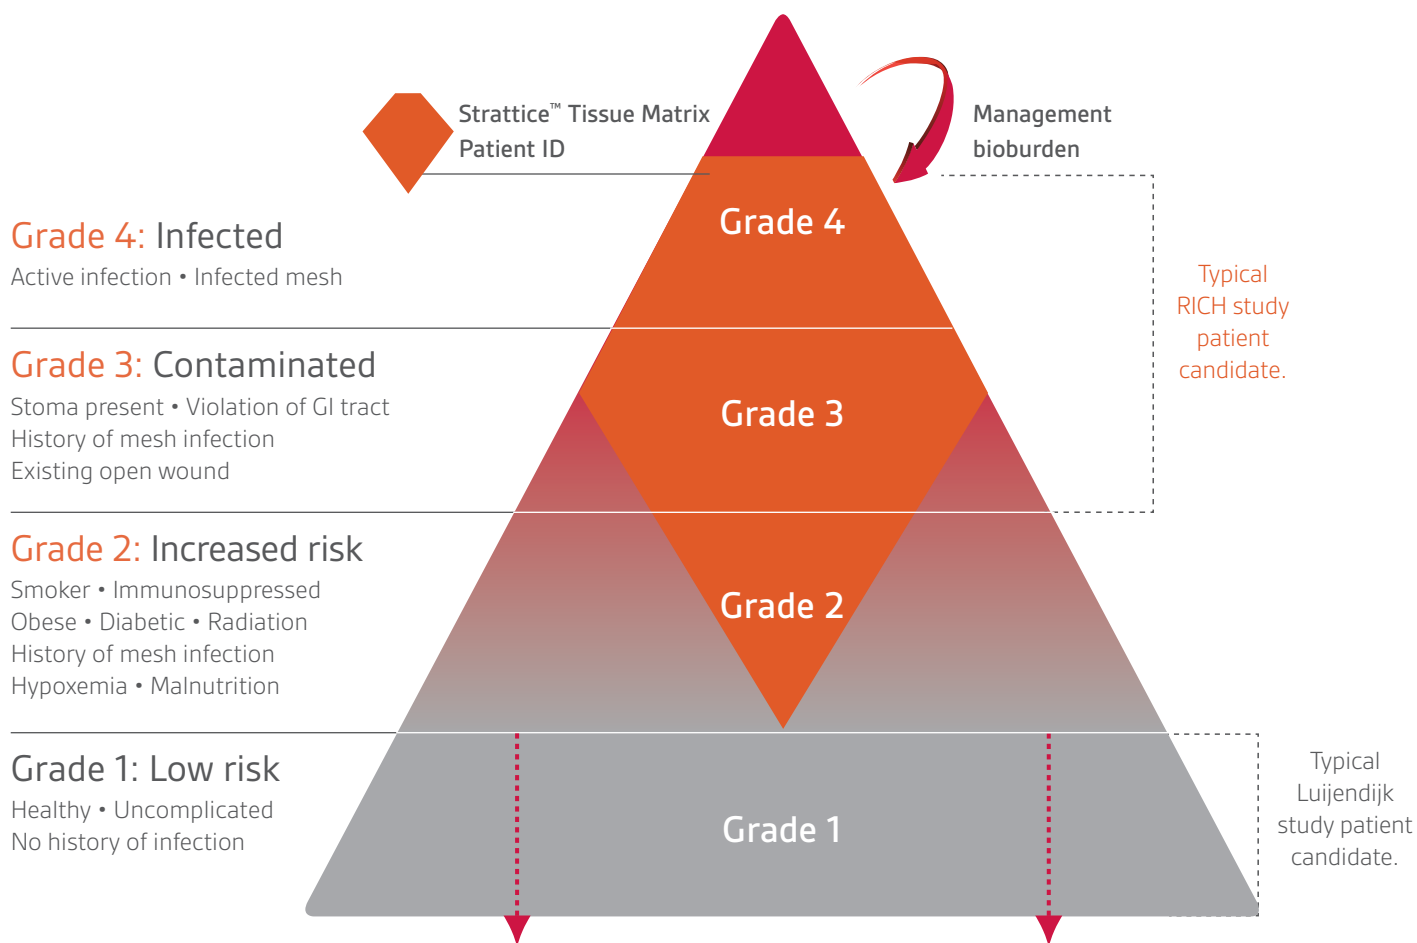 Strattice™ Tissue Matrix
Patient ID
Management
bioburden
Grade 4: Infected
Active infection • Infected mesh
Grade 4
Typical
RICH study
patient
candidate.
Grade 3: Contaminated
Stoma present • Violation of GI tract
History of mesh infection
Existing open wound
Grade 3
Grade 2: Increased risk
Smoker • Immunosuppressed
Obese • Diabetic • Radiation
History of mesh infection
Hypoxemia • Malnutrition
Grade 2
Grade 1: Low risk
Healthy • Uncomplicated
No history of infection
Grade 1
Typical
Luijendijk
study patient
candidate.